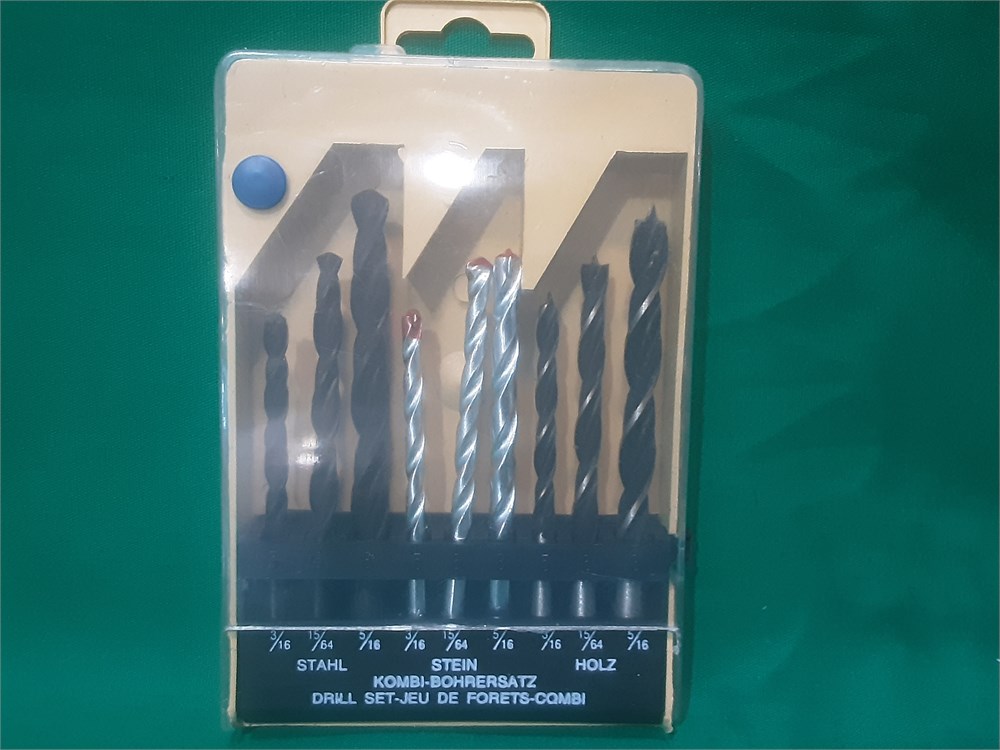 3/16 15/64 5/16 3/16 15/64 5/16 3/16 15/64 5/16
STAHL STEIN HOLZ
KOMBI-BOHRERSATZ
DRILL SET-JEU DE FORETS-COMBI